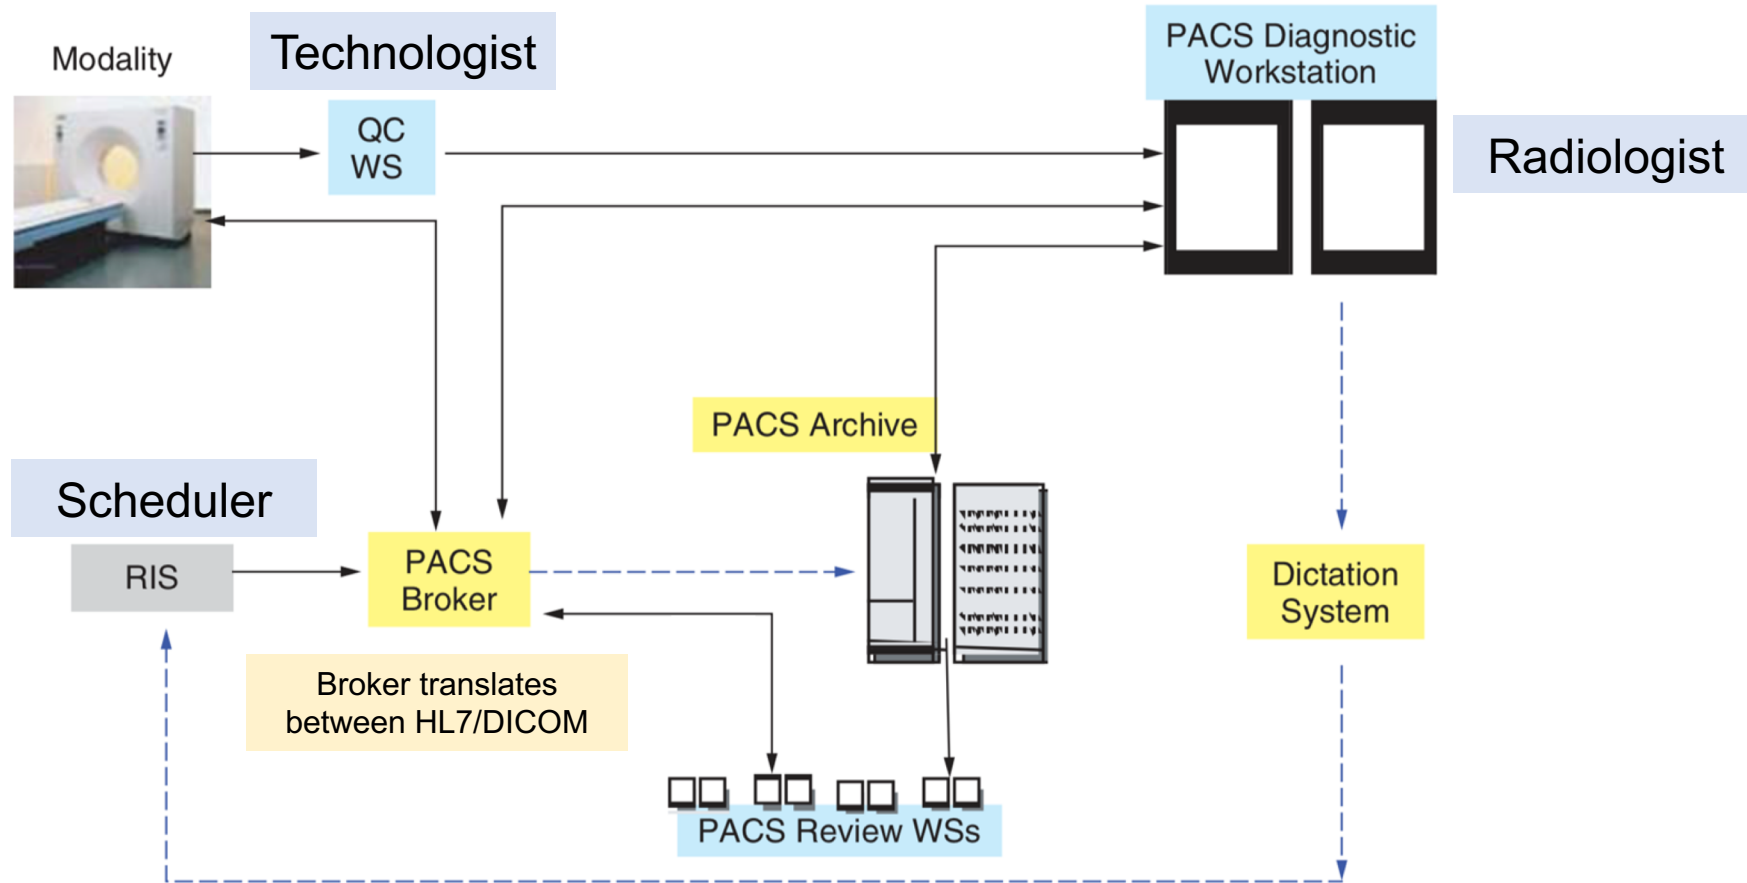 Modality
Technologist
QC
WS
PACS Diagnostic
Workstation
Radiologist
PACS Archive
Scheduler
RIS
PACS
Broker
Dictation
System
Broker translates
between HL7/DICOM
PACS Review WSs